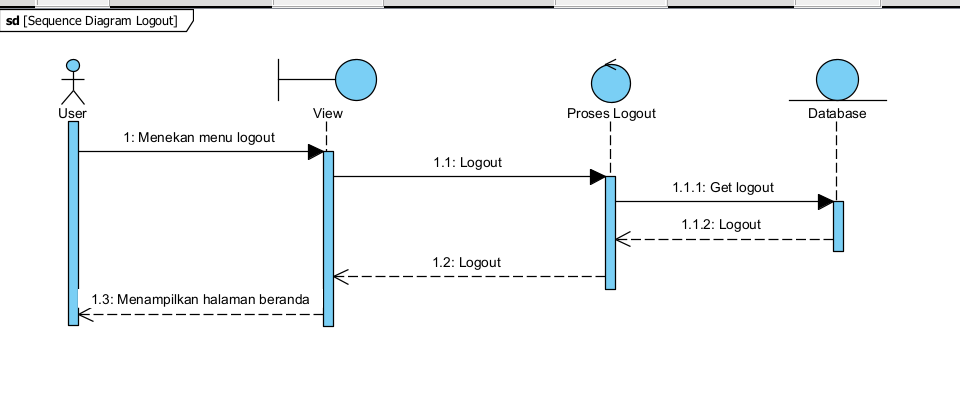 sd [Sequence Diagram Logout]
User
View
Proses Logout
Database
1: Menekan menu logout
1.1: Logout
1.1.1: Get logout
1.1.2: Logout
1.2: Logout
1.3: Menampilkan halaman beranda